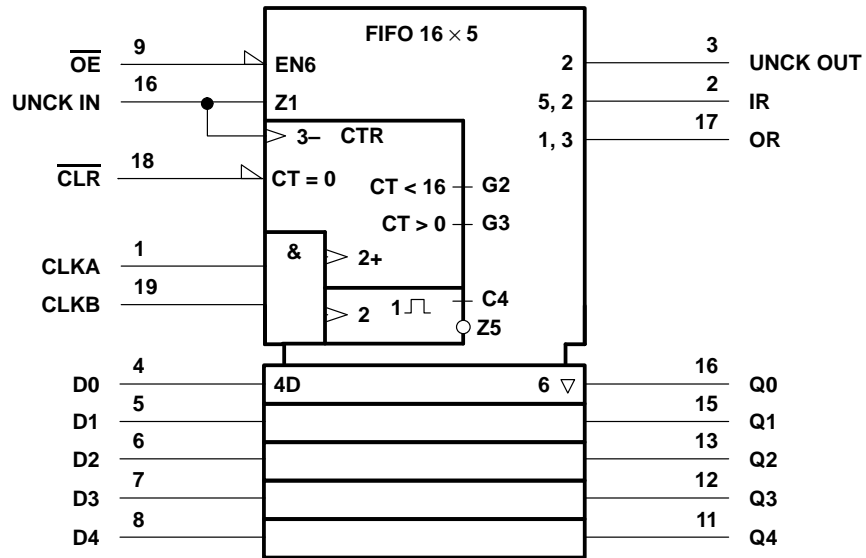 FIFO 16 × 5
OE 9 EN6 2 3 UNCK OUT
UNCK IN 16 Z1 5, 2 2 IR
1, 3 17 OR
3– CTR
CLR 18 CT = 0 CT < 16 G2
CT > 0 G3
CLKA 1 & 2+
CLKB 19 2 1 C4
Z5
D0 4 4D 6 ▽ 16 Q0
D1 5 15 Q1
D2 6 13 Q2
D3 7 12 Q3
D4 8 11 Q4